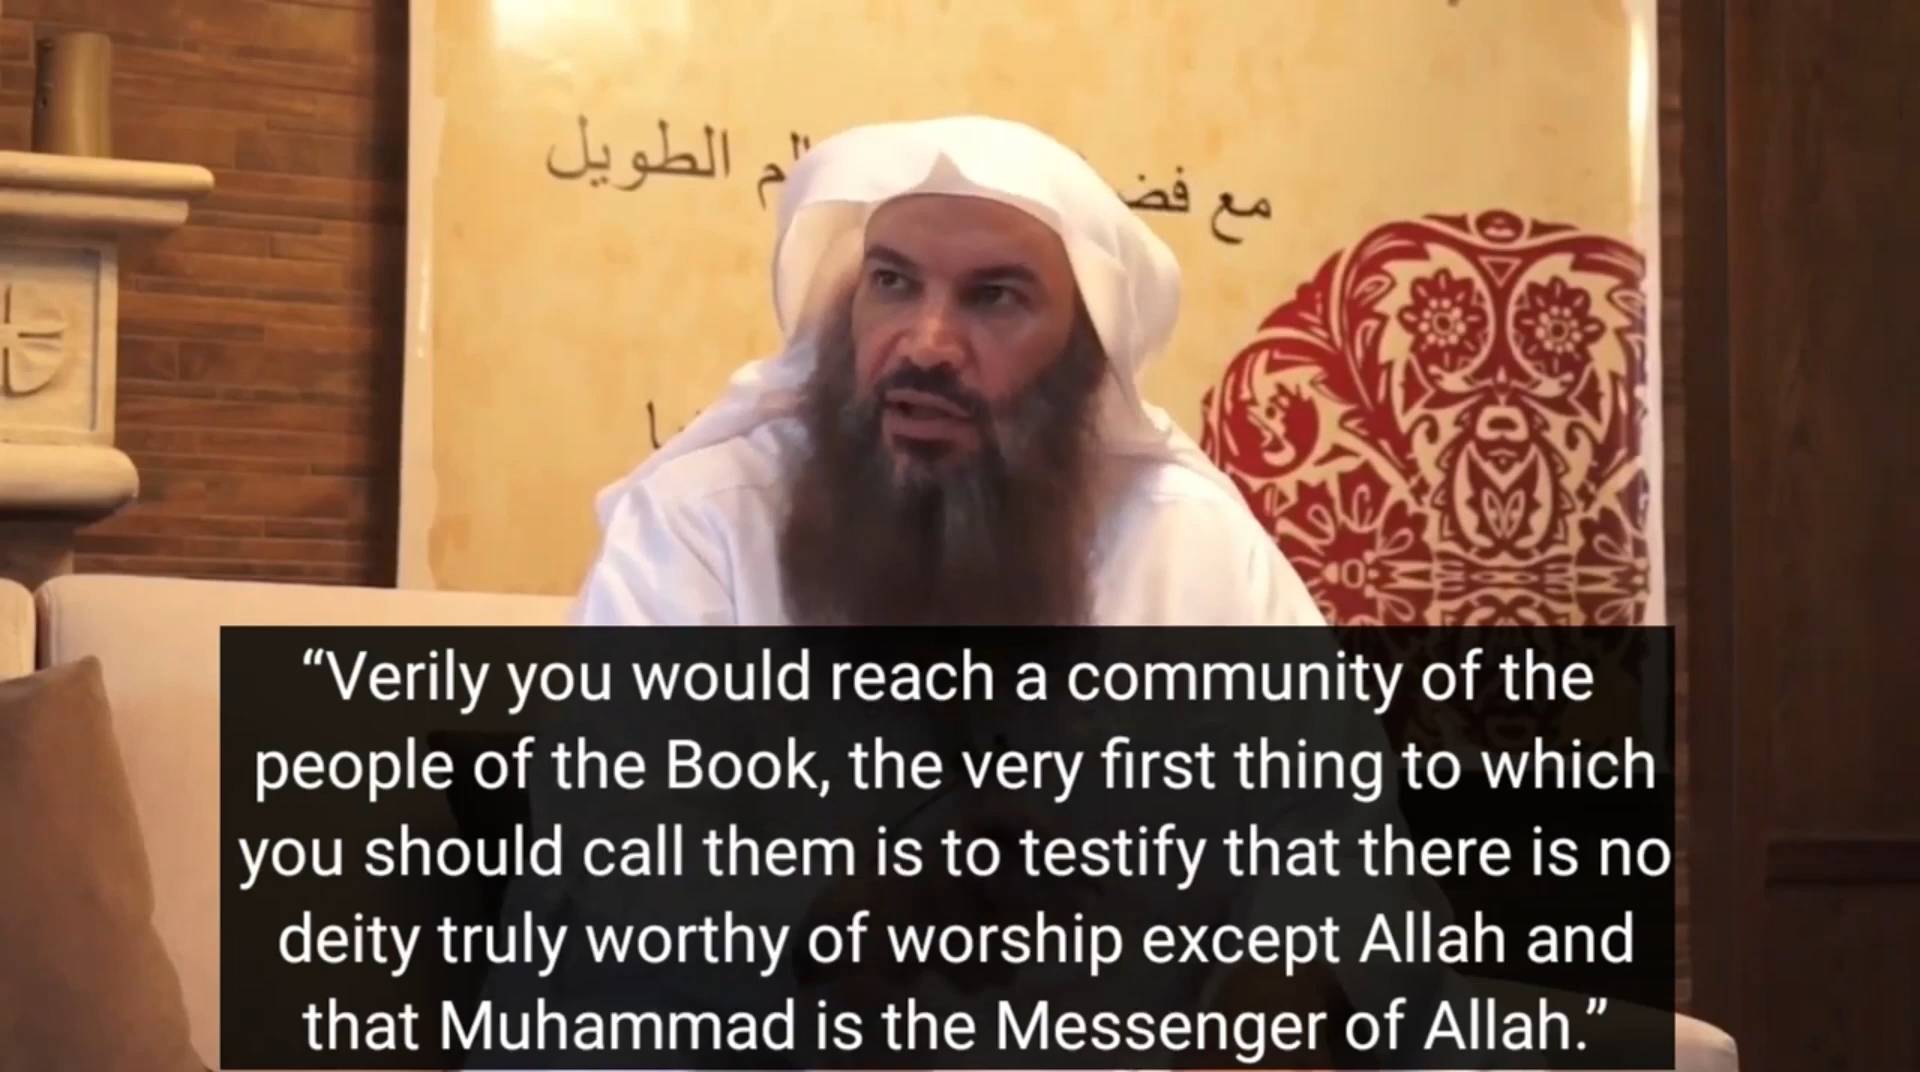 مع فض الم الطويل
“Verily you would reach a community of the
people of the Book, the very first thing to which
you should call them is to testify that there is no
deity truly worthy of worship except Allah and
that Muhammad is the Messenger of Allah.”